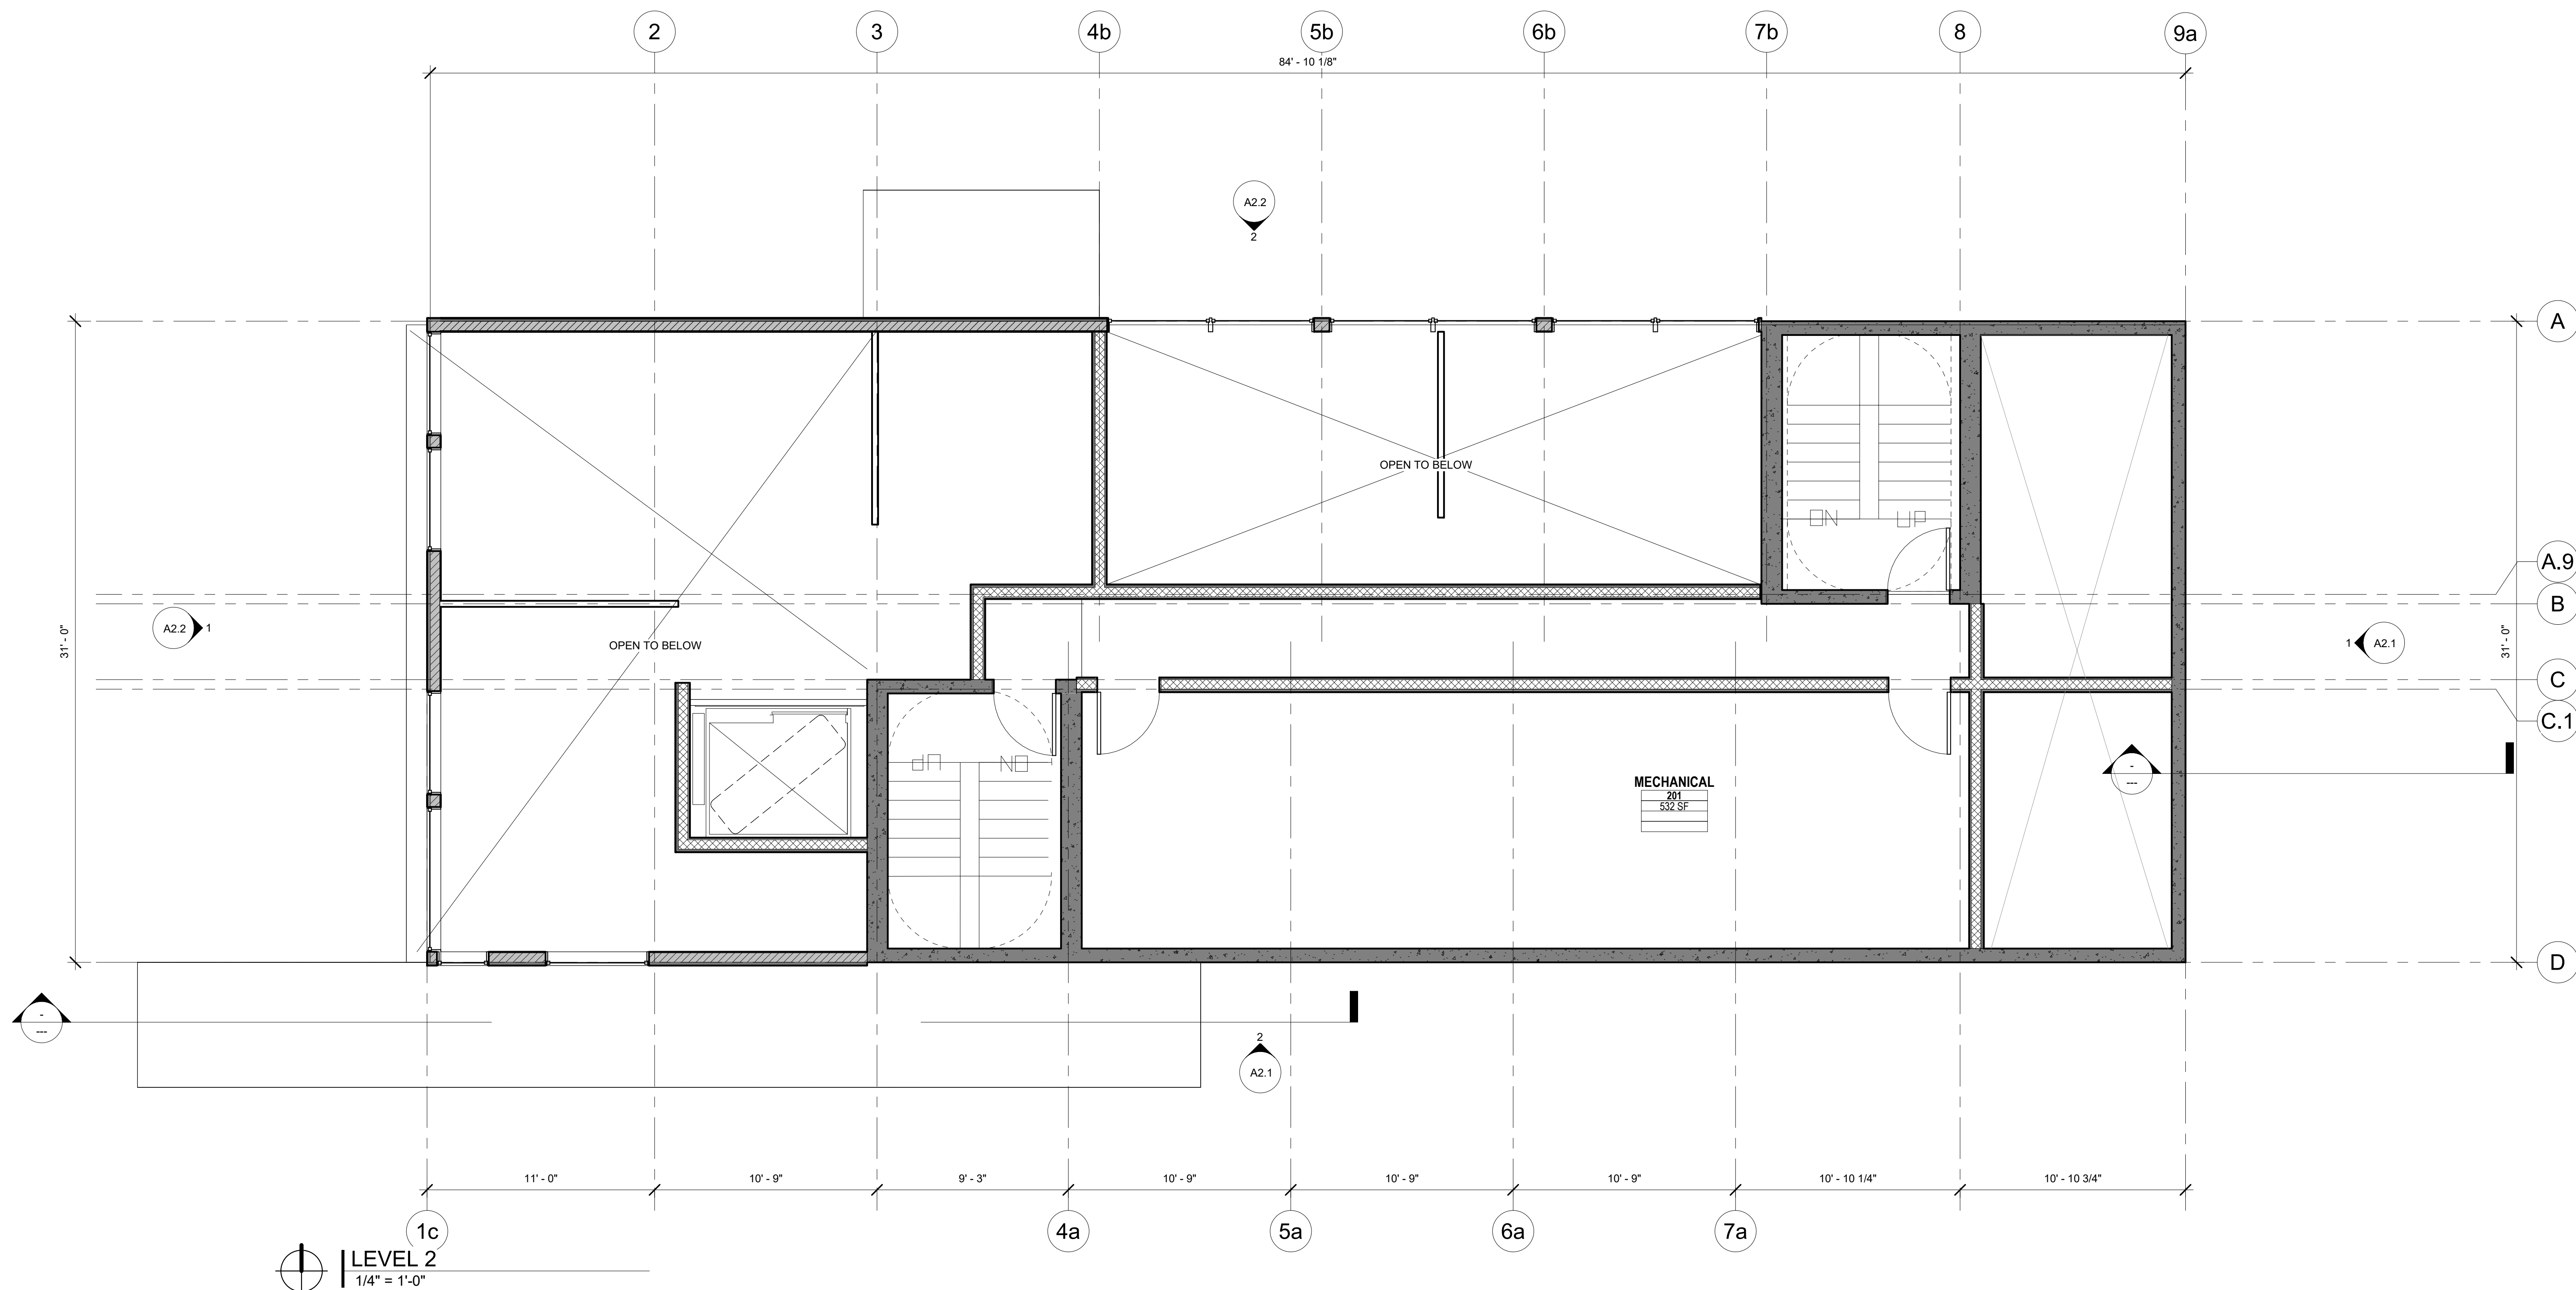 2
3
4b
5b
6b
7b
8
9a
84' - 10 1/8"
A2.2
2
A
OPEN TO BELOW
DN
UP
A.9
B
A2.2
1
31' - 0"
OPEN TO BELOW
1
A2.1
31' - 0"
C
C.1
UP
DN
-
---
MECHANICAL
201
532 SF
D
-
---
2
A2.1
11' - 0"
10' - 9"
9' - 3"
10' - 9"
10' - 9"
10' - 9"
10' - 10 1/4"
10' - 10 3/4"
1c
4a
5a
6a
7a
LEVEL 2
1/4" = 1'-0"